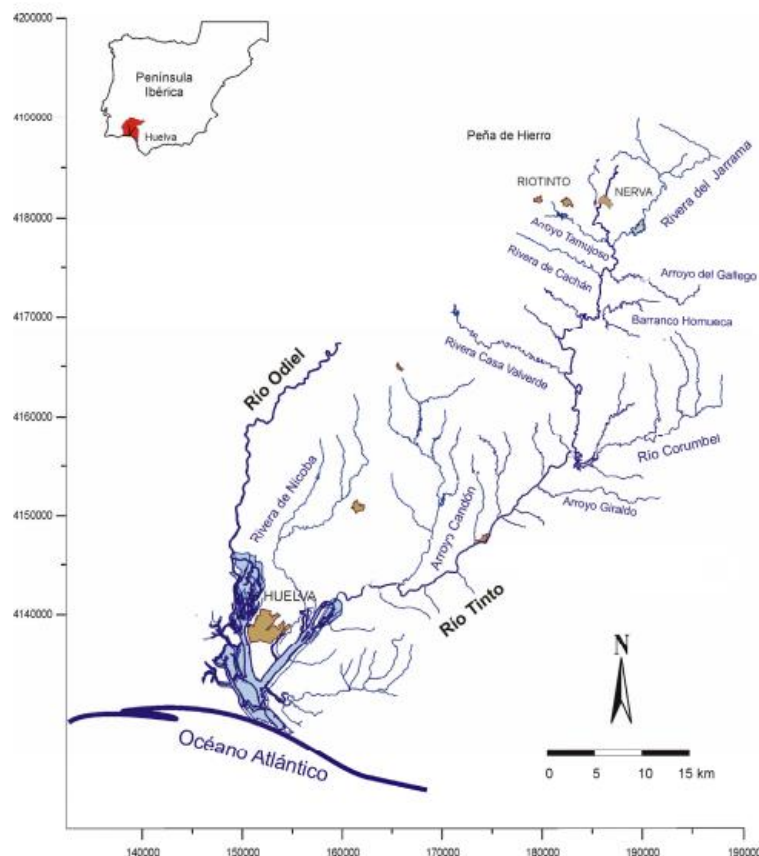 4200000
Península
Ibérica
4100000
Huelva
Peña de Hierro
RIOTINTO
NERVA
Rivera del Jarrama
4180000
Arroyo Tamujoso
Rivera de Cachán
Arroyo del Gallego
4170000
Barranco Homueca
Rivera Casa Valverde
Río Odiel
4160000
Río Corumbel
Rivera de Nicoba
Arroyo Candón
Arroyo Giraldo
4150000
HUELVA
4140000
Río Tinto
N
4130000
Océano Atlántico
0 5 10 15 km
140000 150000 160000 170000 180000 190000